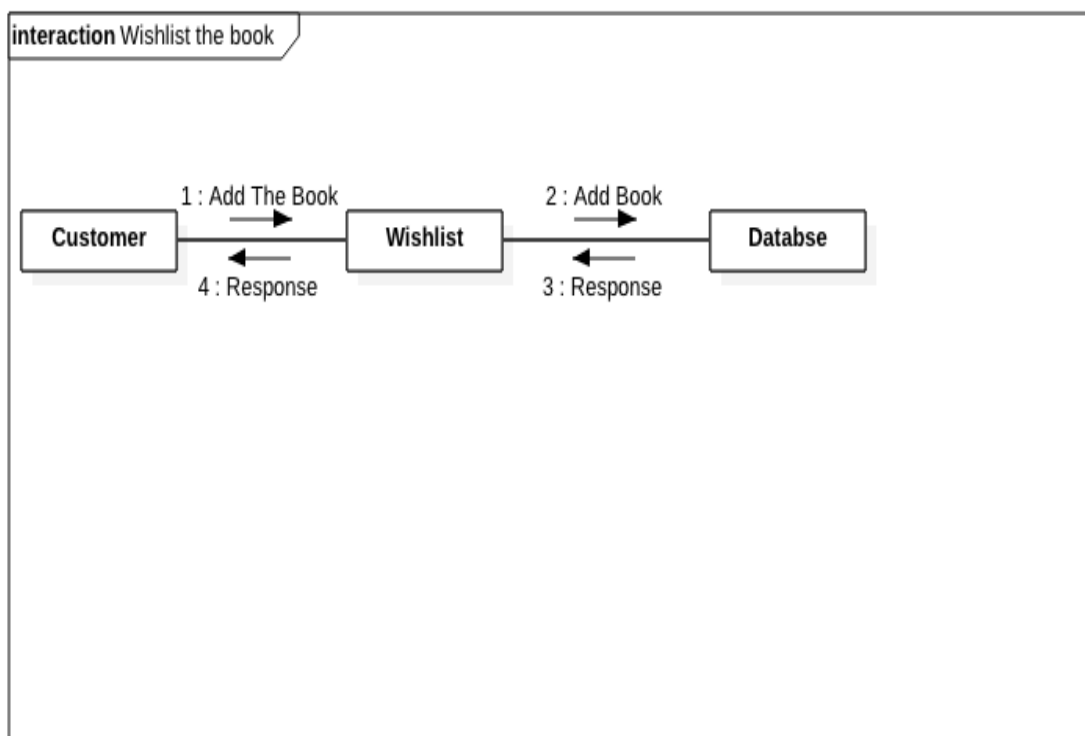 interaction Wishlist the book
1 : Add The Book
2 : Add Book
Customer
Wishlist
Databse
4 : Response
3 : Response